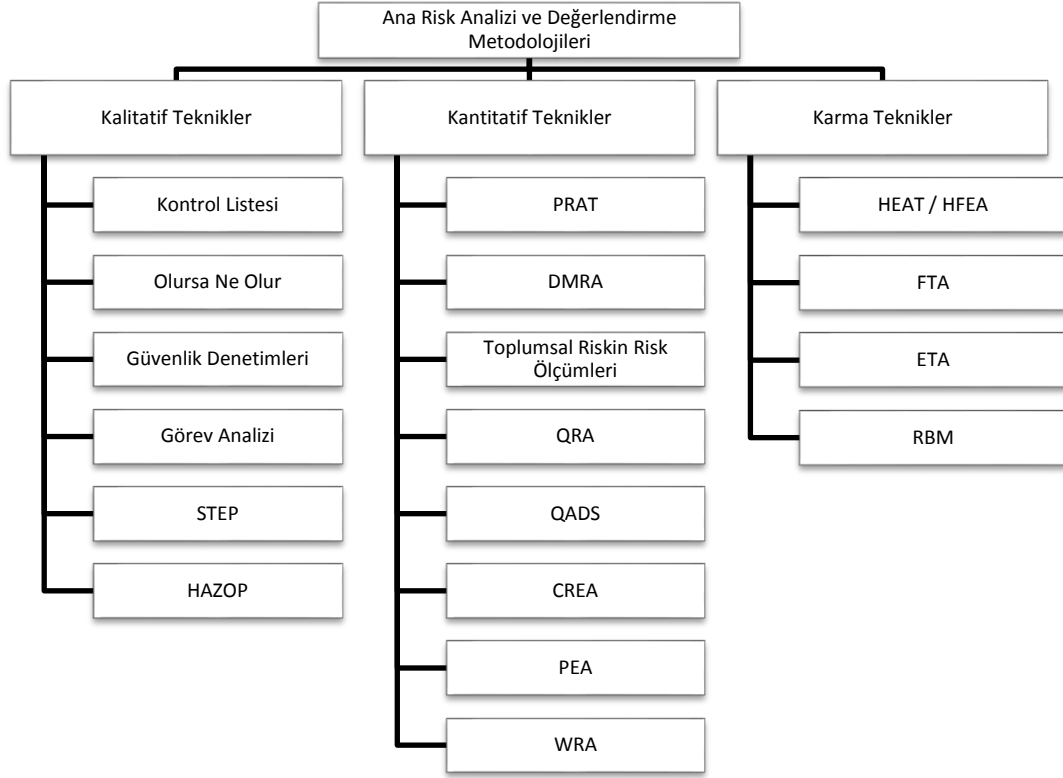 Ana Risk Analizi ve Değerlendirme
Metodolojileri
Kalitatif Teknikler
Kontrol Listesi
Olursa Ne Olur
Güvenlik Denetimleri
Görev Analizi
STEP
HAZOP
Kantitatif Teknikler
PRAT
DMRA
Toplumsal Riskin Risk
Ölçümleri
QRA
QADS
CREA
PEA
WRA
Karma Teknikler
HEAT / HFEA
FTA
ETA
RBM